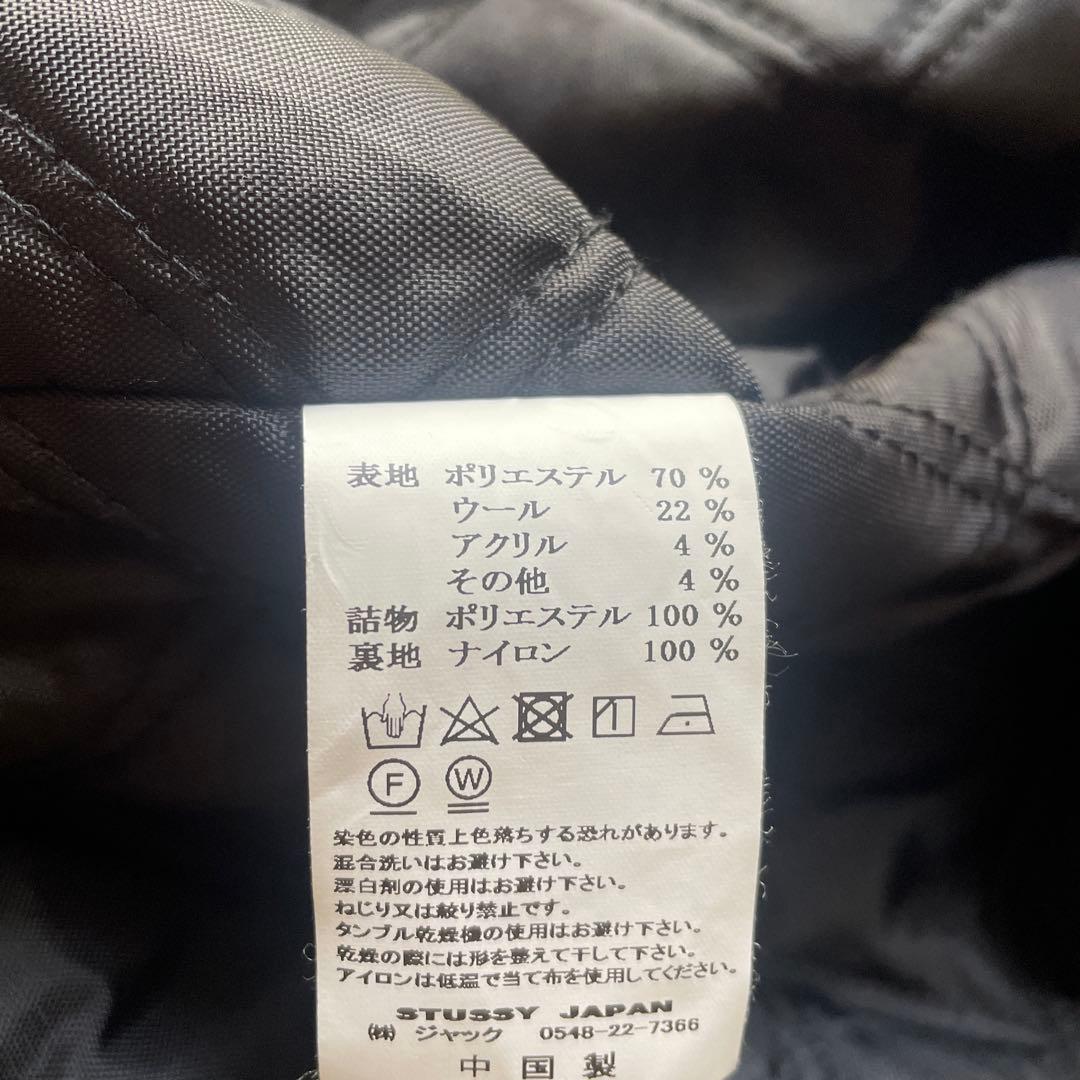 表地 ポリエステル 70 %
ウール 22 %
アクリル 4 %
その他 4 %
詰物 ポリエステル 100 %
裏地 ナイロン 100 %
F W
染色の性質上色落ちする恐れがあります。
混合洗いはお避け下さい。
漂白剤の使用はお避け下さい。
ねじり又は絞り禁止です。
タンブル乾燥機の使用はお避け下さい。
乾燥の際には形を整えて干して下さい。
アイロンは低温で当て布を使用してください。
STUSSY JAPAN
㈱ ジャック 0548-22-7366
中国製